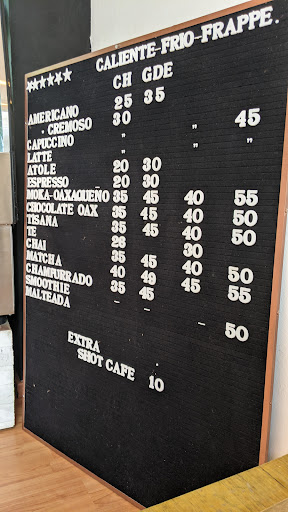 ★★★★★★ CALIENTE-FRIO-FRAPPE.
CH GDE
AMERICANO 25 35
. CREMOSO 30 45
CAPUCCINO " "
LATTE " " "
ATOLE 20 30
ESPRESSO 20 30
MOKA-OAXAQUEÑO 35 45 40 55
CHOCOLATE OAX 35 45 40 50
TISANA 35 45 40 50
TE 28 30
CHAI 35 45 40 50
MATCHA 40 49 45 55
CHAMPURRADO 35 45
SMOOTHIE
MALTEADA - - - 50
EXTRA
SHOT CAFE 10